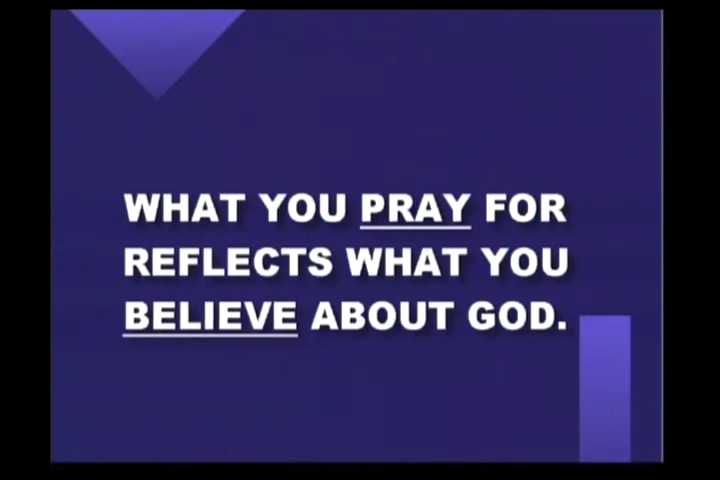 WHAT YOU PRAY FOR
REFLECTS WHAT YOU
BELIEVE ABOUT GOD.